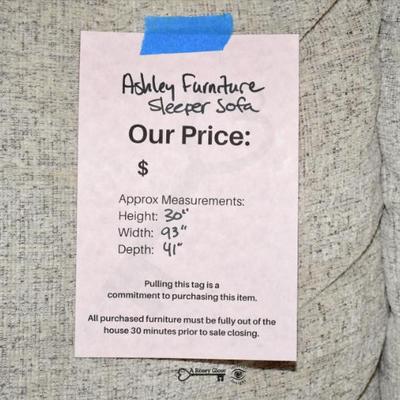 Ashley Furniture
Sleeper Sofa
Our Price:
$
Approx Measurements:
Height: 30"
Width: 93"
Depth: 41"
Pulling this tag is a
commitment to purchasing this item.
All purchased furniture must be fully out of the
house 30 minutes prior to sale closing.